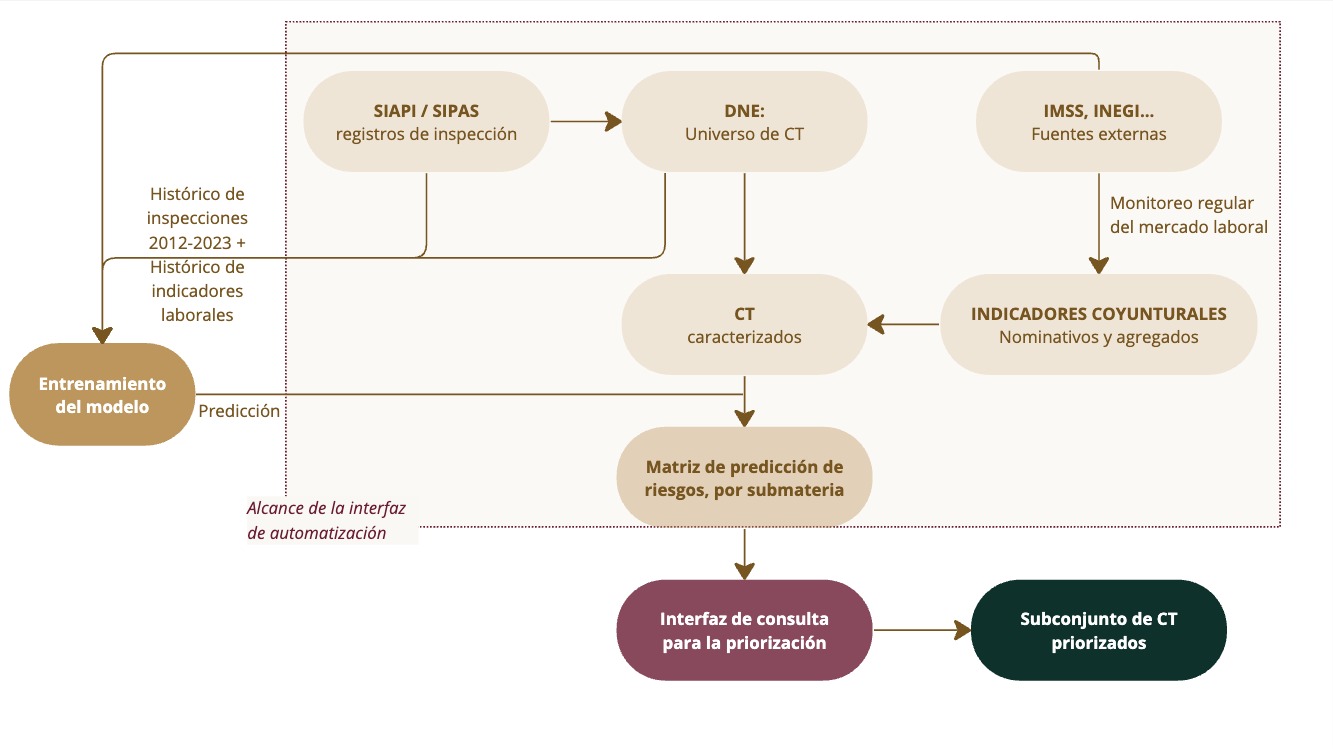 SIAPI / SIPAS
registros de inspección
DNE:
Universo de CT
IMSS, INEGI...
Fuentes externas
Histórico de
inspecciones
2012-2023 +
Histórico de
indicadores
laborales
Monitoreo regular
del mercado laboral
CT
caracterizados
INDICADORES COYUNTURALES
Nominativos y agregados
Entrenamiento
del modelo
Predicción
Matriz de predicción de
riesgos, por submateria
Alcance de la interfaz
de automatización
Interfaz de consulta
para la priorización
Subconjunto de CT
priorizados